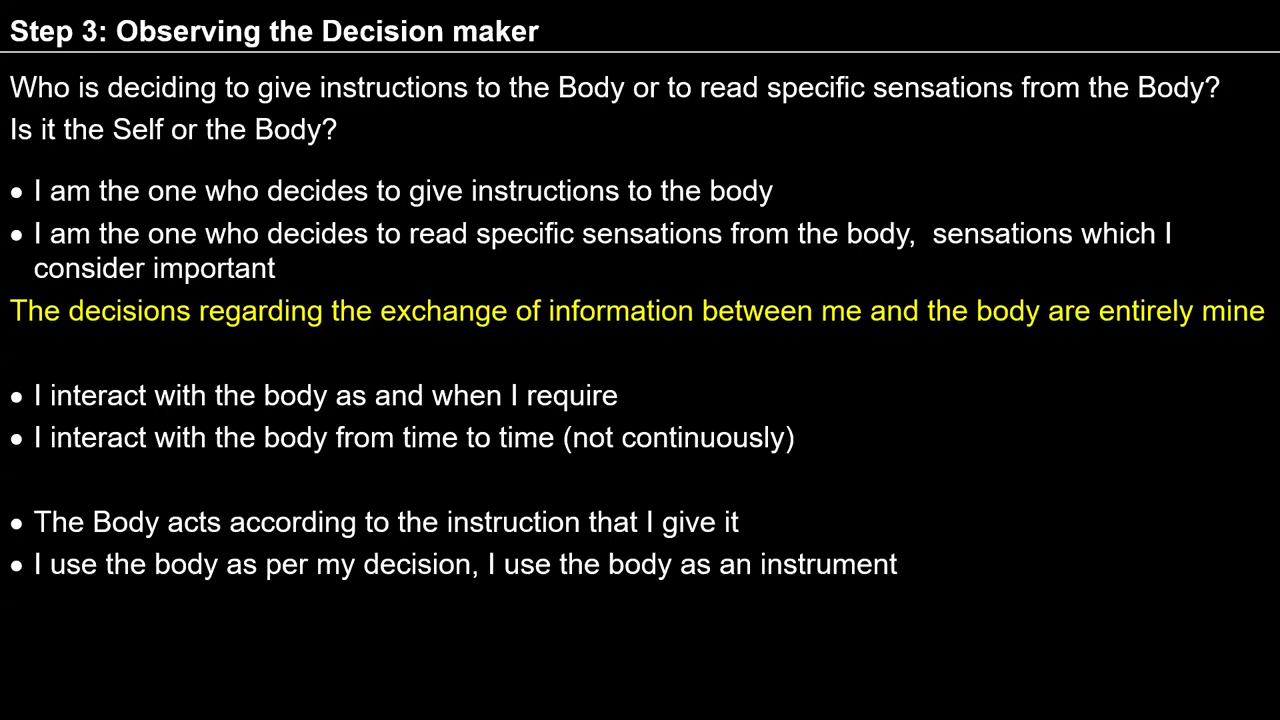 Step 3: Observing the Decision maker
Who is deciding to give instructions to the Body or to read specific sensations from the Body?
Is it the Self or the Body?
• I am the one who decides to give instructions to the body
• I am the one who decides to read specific sensations from the body,  sensations which I
consider important
The decisions regarding the exchange of information between me and the body are entirely mine
• I interact with the body as and when I require
• I interact with the body from time to time (not continuously)
• The Body acts according to the instruction that I give it
• I use the body as per my decision, I use the body as an instrument